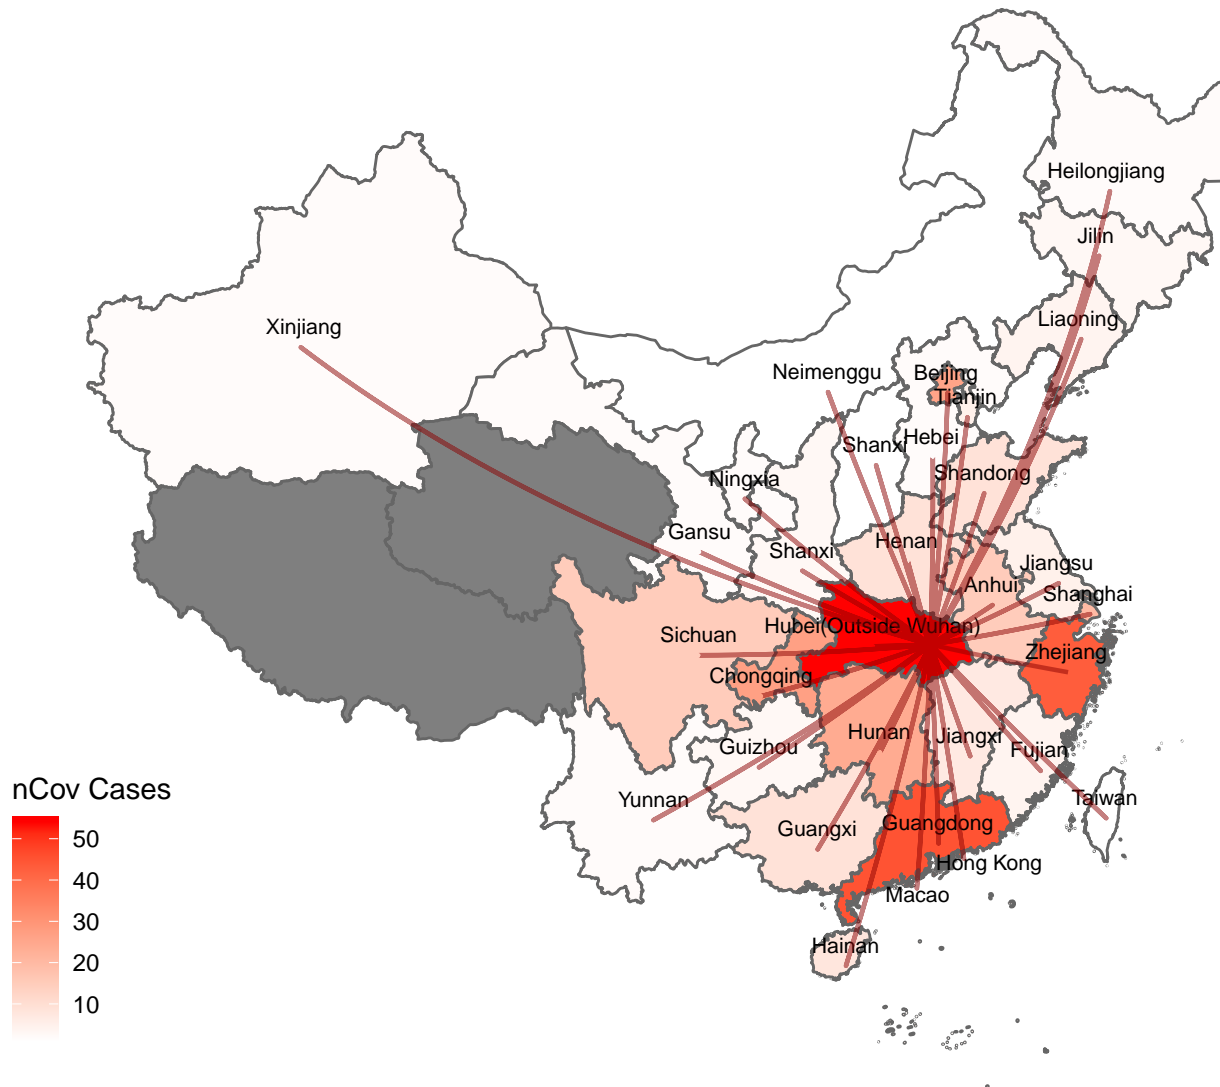 Heilongjiang
Jilin
Liaoning
Xinjiang
Neimenggu
Beijing
Tianjin
Shanxi
Hebei
Shandong
Ningxia
Gansu
Shanxi
Henan
Jiangsu
Anhui
Shanghai
Hubei(Outside Wuhan)
Sichuan
Zhejiang
Chongqing
Guizhou
Hunan
Jiangxi
Fujian
Yunnan
Taiwan
Guangxi
Guangdong
Hong Kong
Macao
Hainan
nCov Cases
50
40
30
20
10